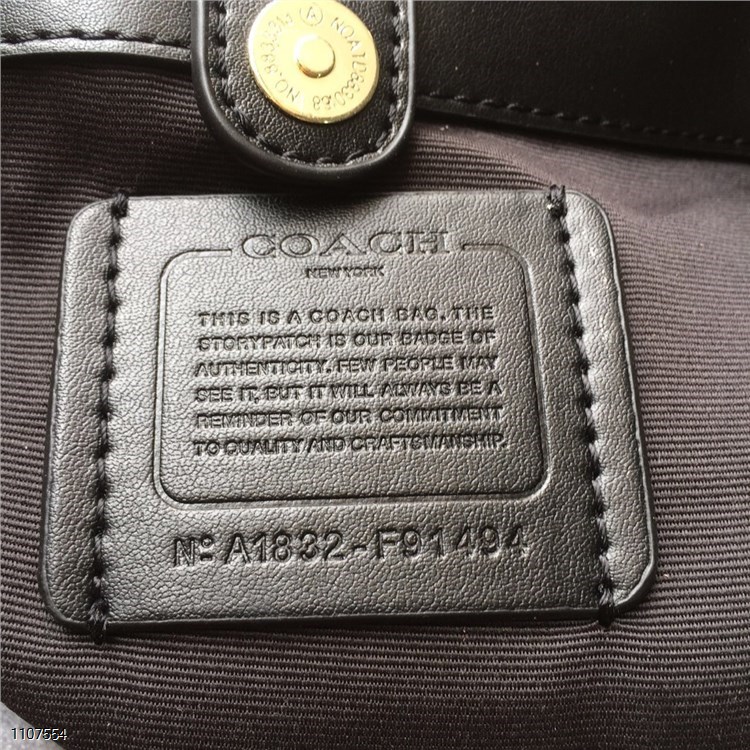 COACH
NEW YORK
THIS IS A COACH BAG. THE
STORYPATCH IS OUR BADGE OF
AUTHENTICITY. FEW PEOPLE MAY
SEE IT, BUT IT WILL ALWAYS BE A
REMINDER OF OUR COMMITMENT
TO QUALITY AND CRAFTSMANSHIP.
Nº A1832-F91494
1107554